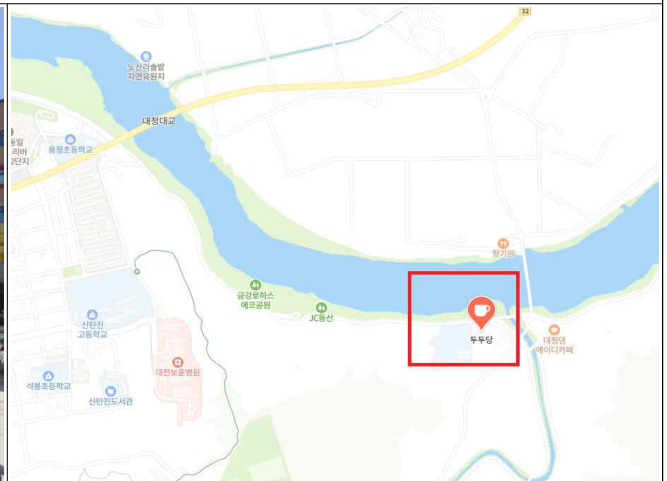 32
노산리솔밭
자연유원지
대청대교
동일
리버
2단지
용정초등학교
향기원
금강로하스
에코공원
JC동산
두두당
대청댐
에이디카페
신탄진
고등학교
대전보훈병원
석봉초등학교
신탄진도서관